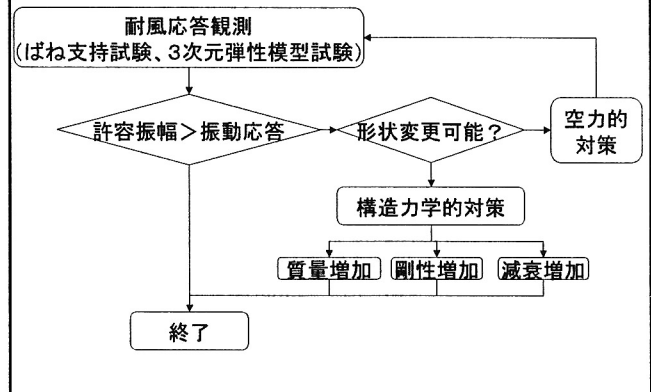 耐風応答観測
(ばね支持試験、3次元弾性模型試験)
許容振幅＞振動応答
形状変更可能？
空力的
対策
構造力学的対策
質量増加
剛性増加
減衰増加
終了